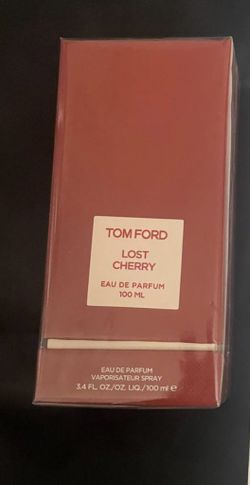 TOM FORD
LOST
CHERRY
EAU DE PARFUM
100 ML
EAU DE PARFUM
VAPORISATEUR SPRAY
3.4 FL. OZ./OZ. LIQ./100 ml ℮